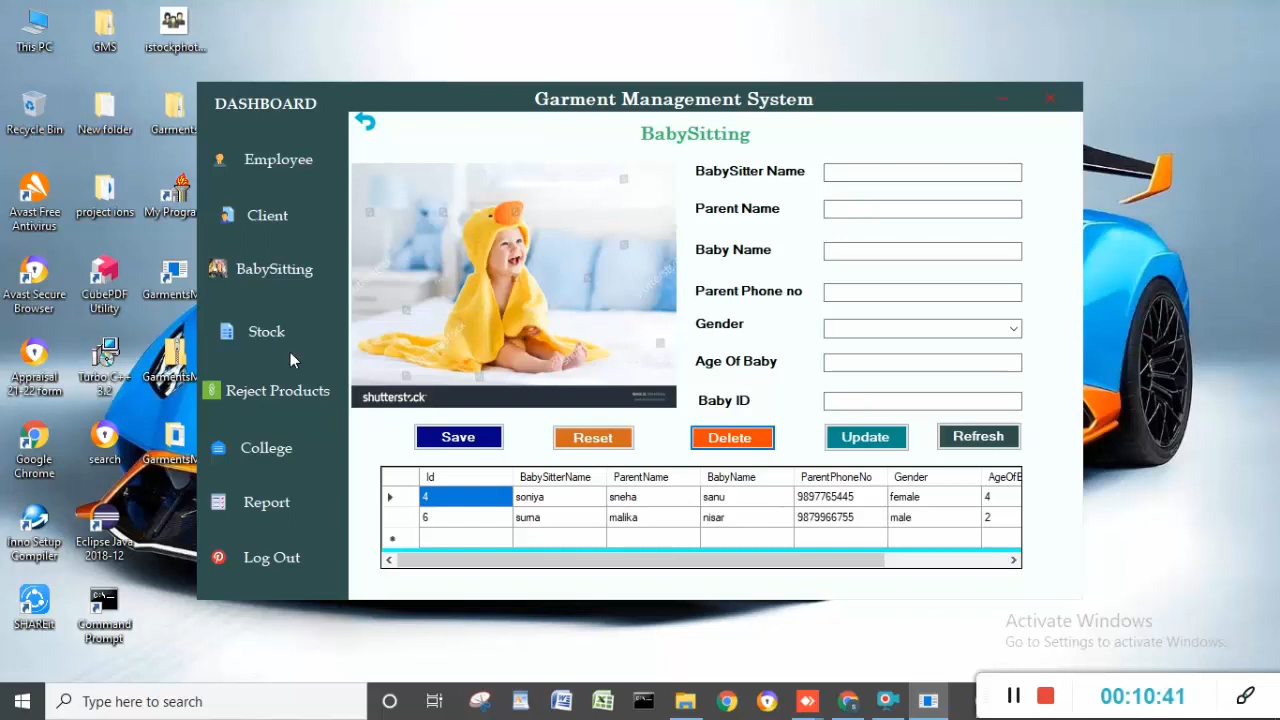 This PC
GMS
istockphot...
Recycle Bin
New folder
Garments
Avast Free
Antivirus
project ions
My Progra
Avast Secure
Browser
CubePDF
Utility
GarmentsM
Appraisal
21-22 form
Turbo C++
3.2
GarmentsM
Google
Chrome
search
GarmentsM
Inno Setup
Compiler
Eclipse Java
2018-12
SHAREit
Command
Prompt
DASHBOARD
Garment Management System
Employee
Client
BabySitting
Stock
Reject Products
College
Report
Log Out
BabySitting
shutterstock
BabySitter Name
Parent Name
Baby Name
Parent Phone no
Gender
Age Of Baby
Baby ID
Save
Reset
Delete
Update
Refresh
Id BabySitterName ParentName BabyName ParentPhoneNo Gender AgeOfB
4 soniya sneha sanu 9897765445 female 4
6 suma malika nisar 9879966755 male 2
Activate Windows
Go to Settings to activate Windows.
Type here to search
00:10:41